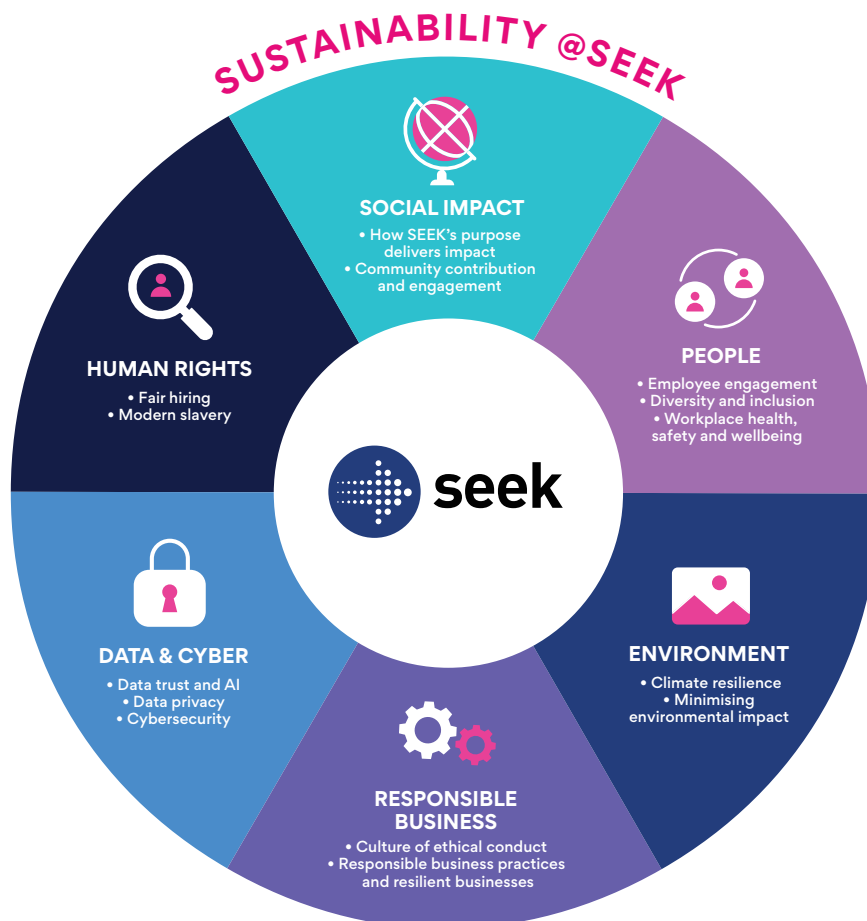 SUSTAINABILITY @SEEK
SOCIAL IMPACT
• How SEEK's purpose
delivers impact
• Community contribution
and engagement
PEOPLE
• Employee engagement
• Diversity and inclusion
• Workplace health,
safety and wellbeing
HUMAN RIGHTS
• Fair hiring
• Modern slavery
seek
DATA & CYBER
• Data trust and AI
• Data privacy
• Cybersecurity
ENVIRONMENT
• Climate resilience
• Minimising
environmental impact
RESPONSIBLE
BUSINESS
• Culture of ethical conduct
• Responsible business practices
and resilient businesses